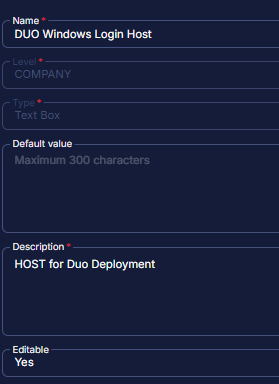 Name *
DUO Windows Login Host
Level *
COMPANY
Type *
Text Box
Default value
Maximum 300 characters
Description *
HOST for Duo Deployment
Editable
Yes